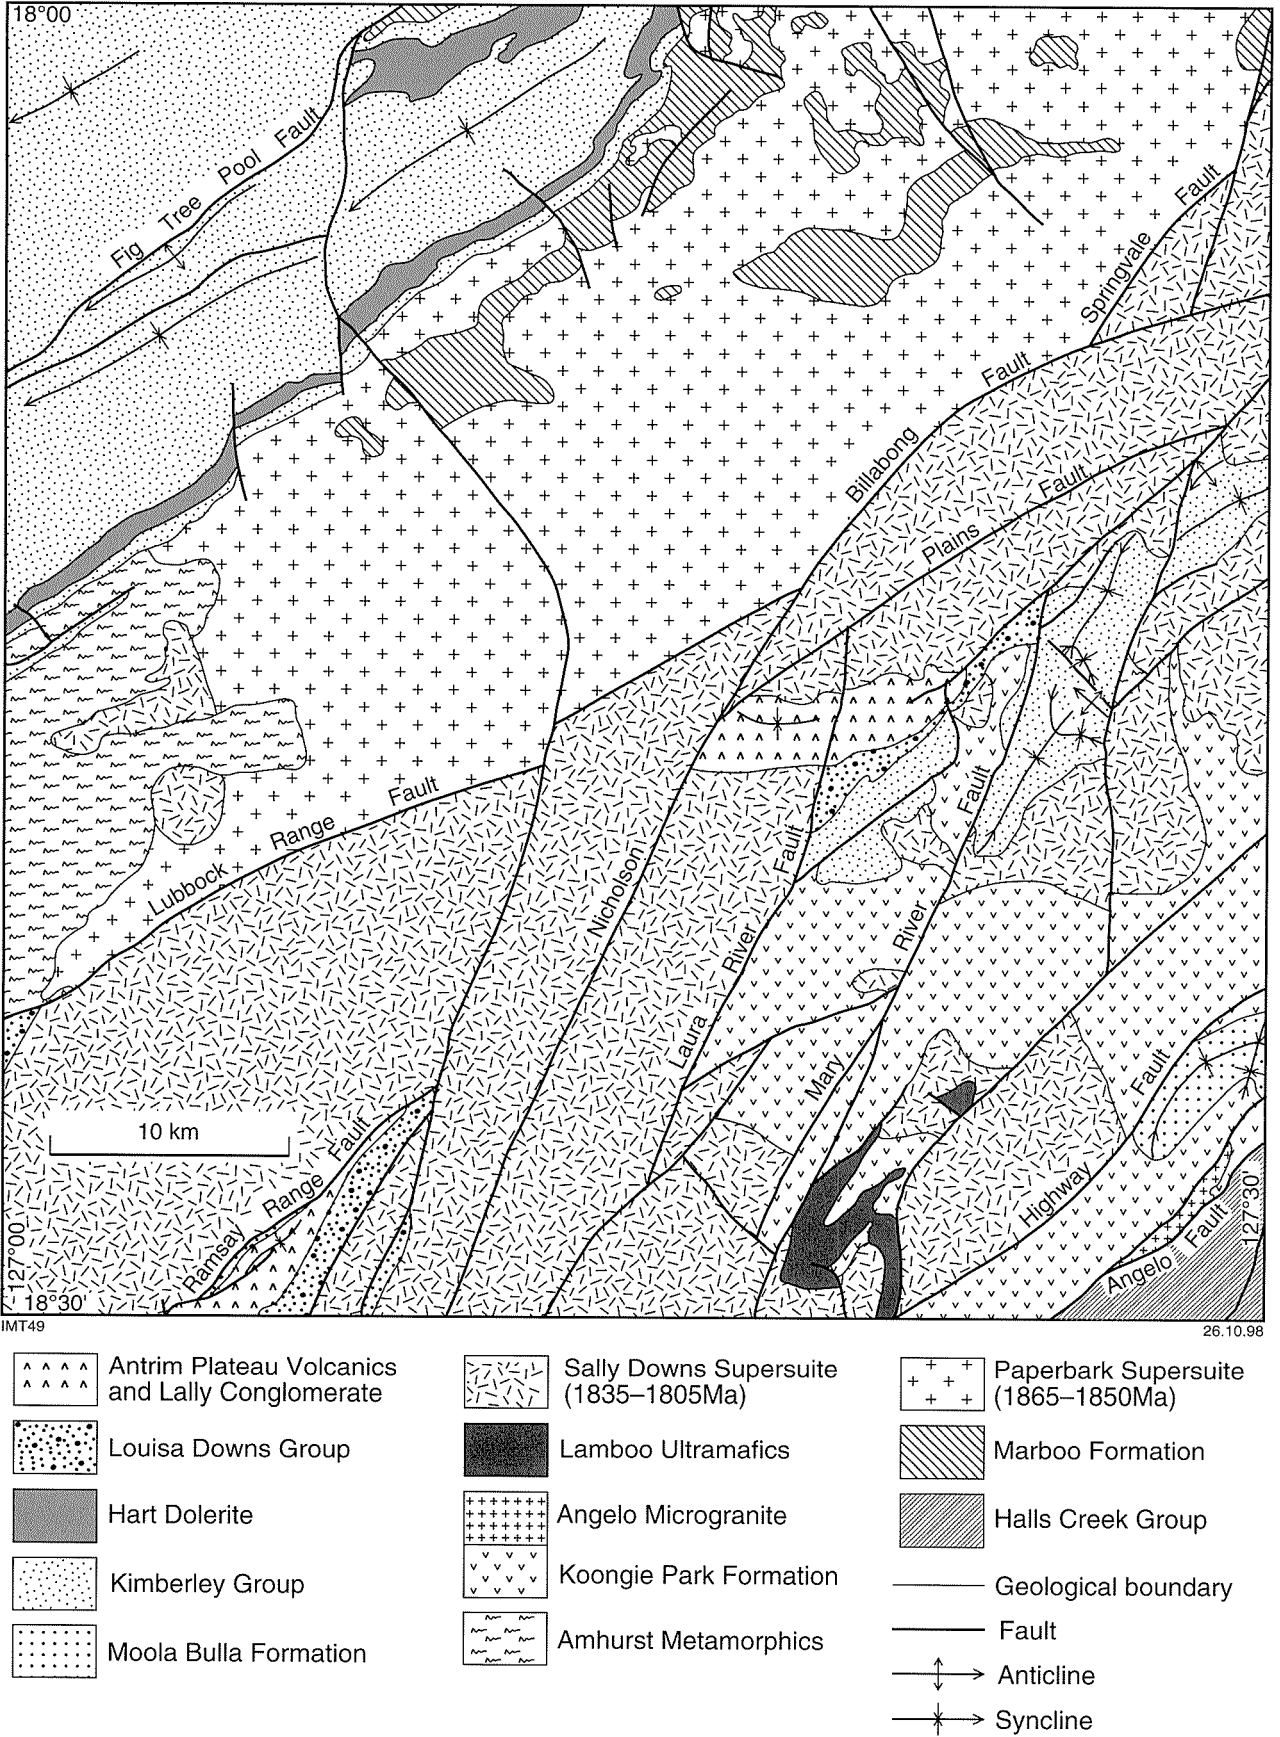 18°00
Fig Tree Pool Fault
Springvale Fault
Billabong Fault
Plains Fault
Lubbock Range Fault
Nicholson
Laura River Fault
Mary River Fault
Highway Fault
Angelo Fault
Ramsay Range Fault
10 km
127°00
18°30'
127°30'
IMT49
26.10.98
Antrim Plateau Volcanics
and Lally Conglomerate
Louisa Downs Group
Hart Dolerite
Kimberley Group
Moola Bulla Formation
Sally Downs Supersuite
(1835–1805Ma)
Lamboo Ultramafics
Angelo Microgranite
Koongie Park Formation
Amhurst Metamorphics
Paperbark Supersuite
(1865–1850Ma)
Marboo Formation
Halls Creek Group
Geological boundary
Fault
Anticline
Syncline